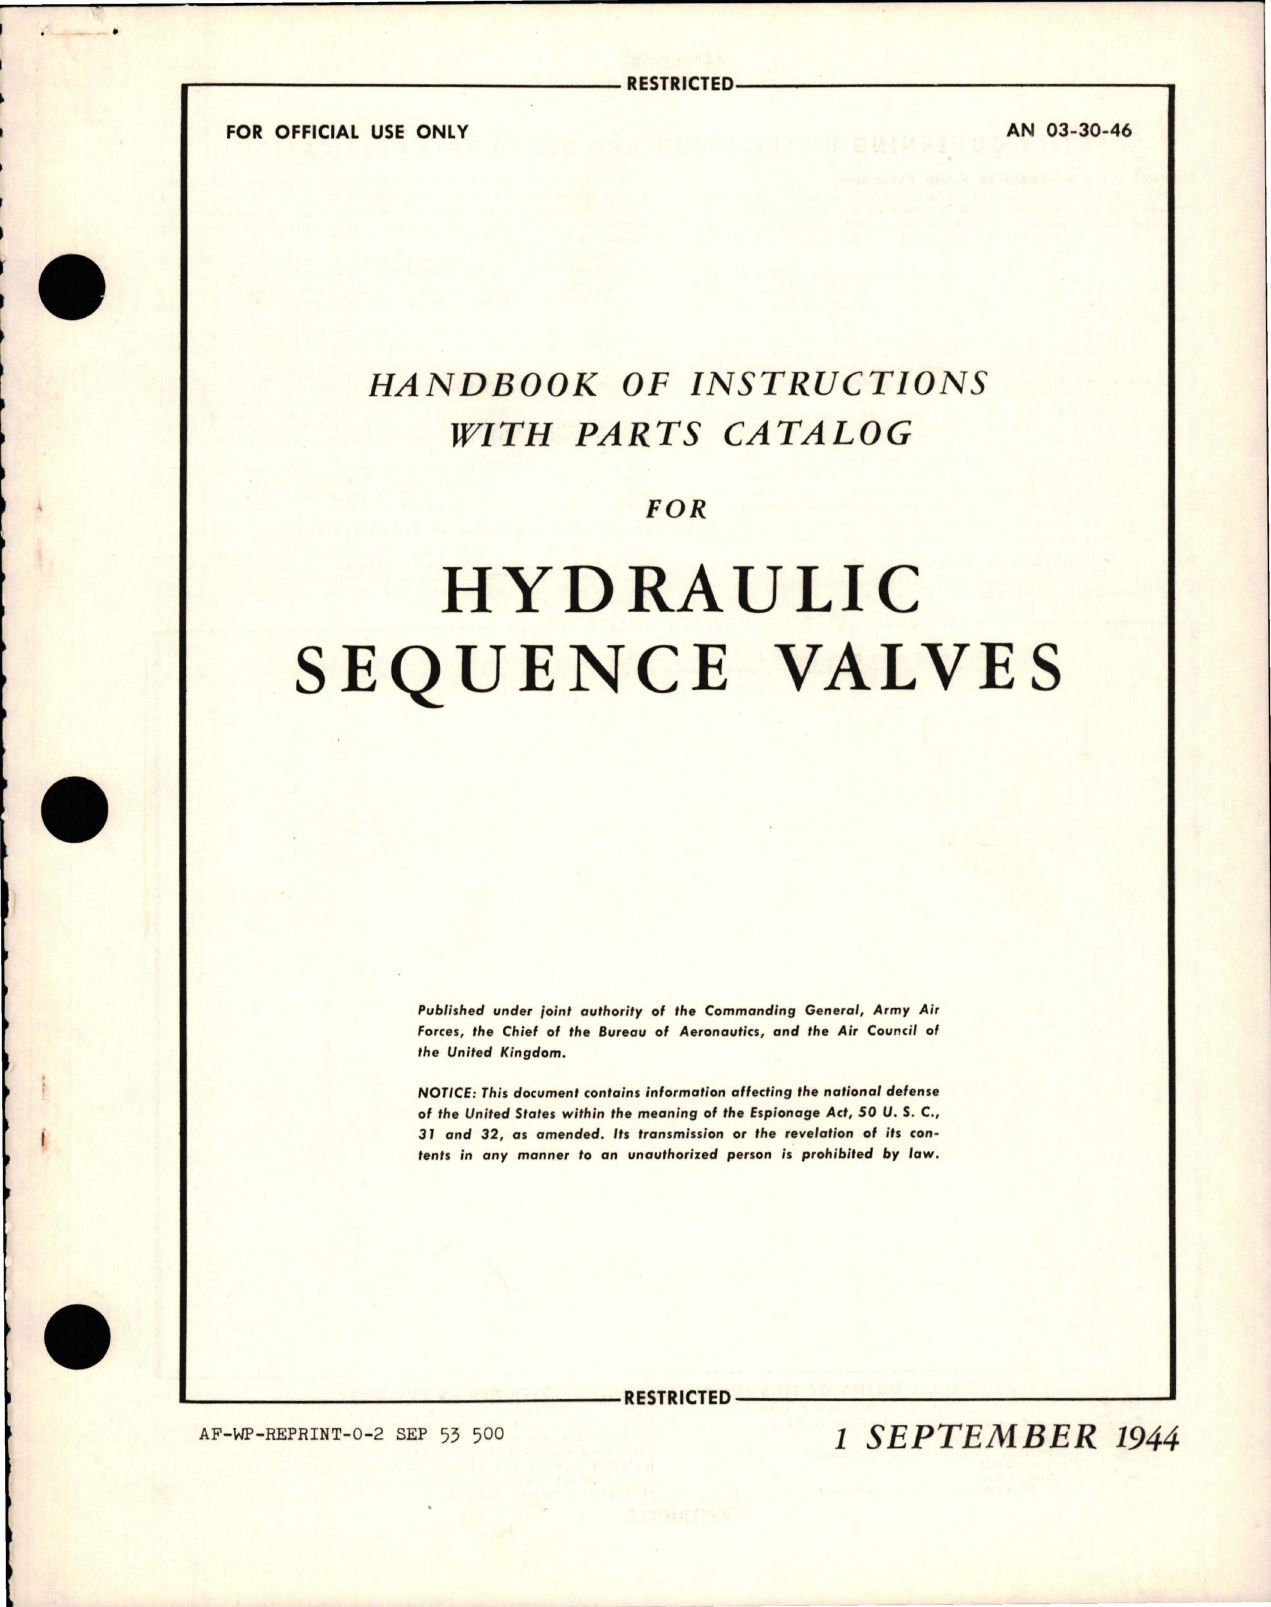 RESTRICTED
FOR OFFICIAL USE ONLY
AN 03-30-46
HANDBOOK OF INSTRUCTIONS
WITH PARTS CATALOG
FOR
HYDRAULIC
SEQUENCE VALVES
Published under joint authority of the Commanding General, Army Air
Forces, the Chief of the Bureau of Aeronautics, and the Air Council of
the United Kingdom.
NOTICE: This document contains information affecting the national defense
of the United States within the meaning of the Espionage Act, 50 U. S. C.,
31 and 32, as amended. Its transmission or the revelation of its con-
tents in any manner to an unauthorized person is prohibited by law.
RESTRICTED
AF-WP-REPRINT-O-2 SEP 53 500
1 SEPTEMBER 1944